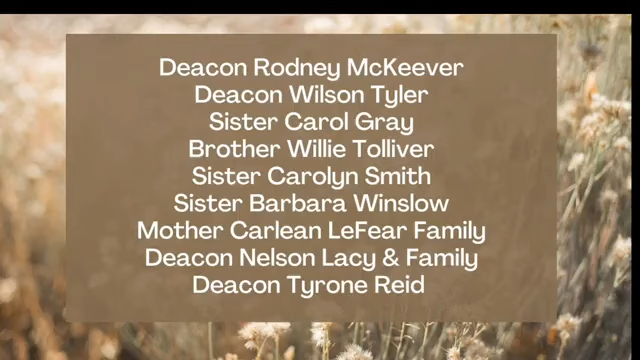 Deacon Rodney McKeever
Deacon Wilson Tyler
Sister Carol Gray
Brother Willie Tolliver
Sister Carolyn Smith
Sister Barbara Winslow
Mother Carlean LeFear Family
Deacon Nelson Lacy & Family
Deacon Tyrone Reid